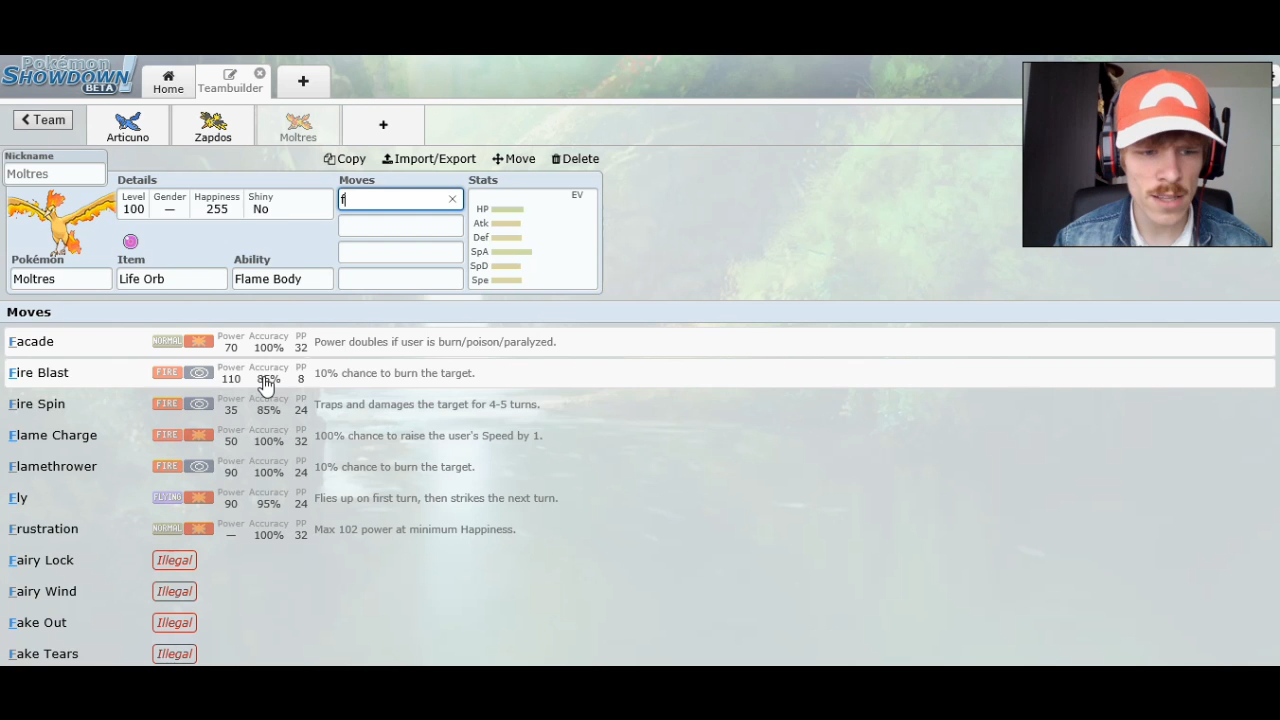 Pokémon
SHOWDOWN!
BETA
Home
Teambuilder
+
Team
Articuno
Zapdos
Moltres
+
Nickname
Moltres
Copy
Import/Export
Move
Delete
Details
Level
Gender
Happiness
Shiny
100
—
255
No
Pokémon
Item
Ability
Moltres
Life Orb
Flame Body
Moves
f
Stats
EV
HP
Atk
Def
SpA
SpD
Spe
Moves
Facade NORMAL Power 70 Accuracy 100% PP 32 Power doubles if user is burn/poison/paralyzed.
Fire Blast FIRE Power 110 Accuracy 85% PP 8 10% chance to burn the target.
Fire Spin FIRE Power 35 Accuracy 85% PP 24 Traps and damages the target for 4-5 turns.
Flame Charge FIRE Power 50 Accuracy 100% PP 32 100% chance to raise the user's Speed by 1.
Flamethrower FIRE Power 90 Accuracy 100% PP 24 10% chance to burn the target.
Fly FLYING Power 90 Accuracy 95% PP 24 Flies up on first turn, then strikes the next turn.
Frustration NORMAL Power — Accuracy 100% PP 32 Max 102 power at minimum Happiness.
Fairy Lock Illegal
Fairy Wind Illegal
Fake Out Illegal
Fake Tears Illegal